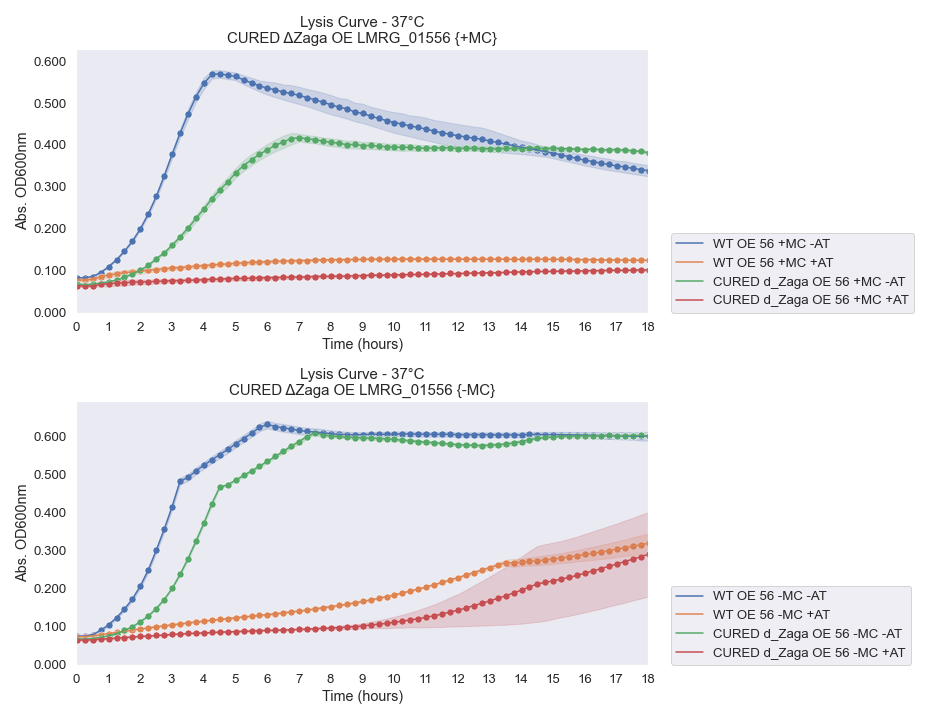 Lysis Curve - 37°C
CURED ΔZaga OE LMRG_01556 {+MC}
0.600
0.500
0.400
0.300
0.200
0.100
0.000
Abs. OD600nm
0 1 2 3 4 5 6 7 8 9 10 11 12 13 14 15 16 17 18
Time (hours)
WT OE 56 +MC -AT
WT OE 56 +MC +AT
CURED d_Zaga OE 56 +MC -AT
CURED d_Zaga OE 56 +MC +AT
Lysis Curve - 37°C
CURED ΔZaga OE LMRG_01556 {-MC}
0.600
0.500
0.400
0.300
0.200
0.100
0.000
Abs. OD600nm
0 1 2 3 4 5 6 7 8 9 10 11 12 13 14 15 16 17 18
Time (hours)
WT OE 56 -MC -AT
WT OE 56 -MC +AT
CURED d_Zaga OE 56 -MC -AT
CURED d_Zaga OE 56 -MC +AT